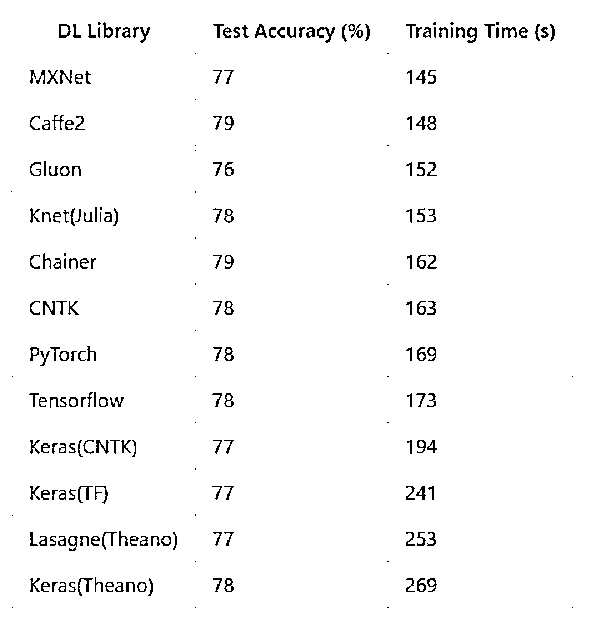 DL Library Test Accuracy (%) Training Time (s)
MXNet 77 145
Caffe2 79 148
Gluon 76 152
Knet(Julia) 78 153
Chainer 79 162
CNTK 78 163
PyTorch 78 169
Tensorflow 78 173
Keras(CNTK) 77 194
Keras(TF) 77 241
Lasagne(Theano) 77 253
Keras(Theano) 78 269